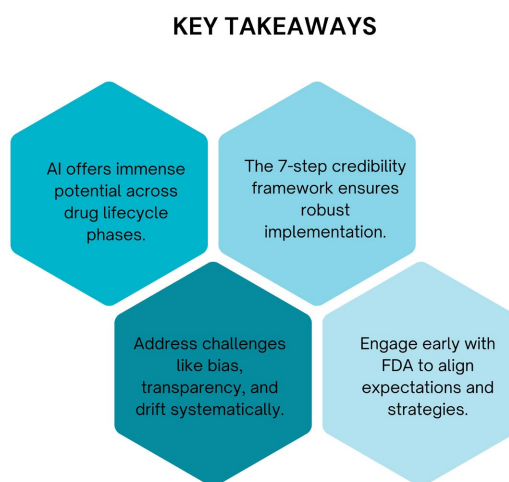 KEY TAKEAWAYS
AI offers immense
potential across
drug lifecycle
phases.
The 7-step credibility
framework ensures
robust
implementation.
Address challenges
like bias,
transparency, and
drift systematically.
Engage early with
FDA to align
expectations and
strategies.